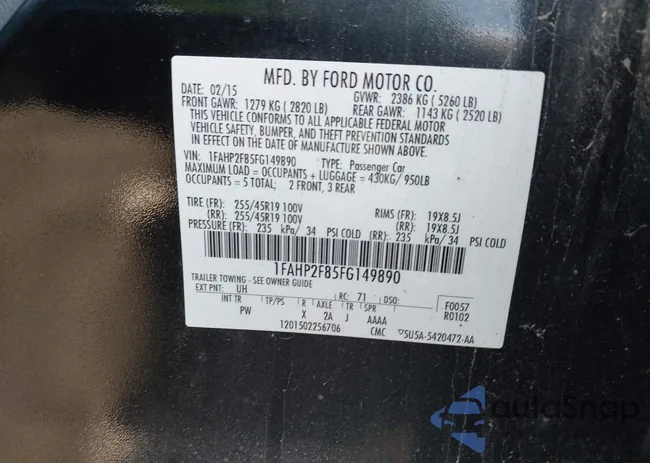 MFD. BY FORD MOTOR CO.
DATE: 02/15 GVWR: 2386 KG ( 5260 LB)
FRONT GAWR: 1279 KG ( 2820 LB) REAR GAWR: 1143 KG ( 2520 LB)
THIS VEHICLE CONFORMS TO ALL APPLICABLE FEDERAL MOTOR
VEHICLE SAFETY, BUMPER, AND THEFT PREVENTION STANDARDS
IN EFFECT ON THE DATE OF MANUFACTURE SHOWN ABOVE.
VIN: 1FAHP2F85FG149890 TYPE: Passenger Car
MAXIMUM LOAD = OCCUPANTS + LUGGAGE = 430KG/ 950LB
OCCUPANTS = 5 TOTAL; 2 FRONT, 3 REAR
TIRE (FR): 255/45R19 100V RIMS (FR): 19X8.5J
(RR): 255/45R19 100V (RR): 19X8.5J
PRESSURE (FR): 235 kPa/ 34 PSI COLD (RR): 235 kPa/ 34 PSI COLD
1FAHP2F85FG149890
TRAILER TOWING - SEE OWNER GUIDE
EXT PNT: UH RC: 71 DSO: F0057
INT TR TP/PS R AXLE TR SPR R0102
PW X 2A J AAAA
1201502256706 CMC 5U5A-5420472-AA
autoSnap